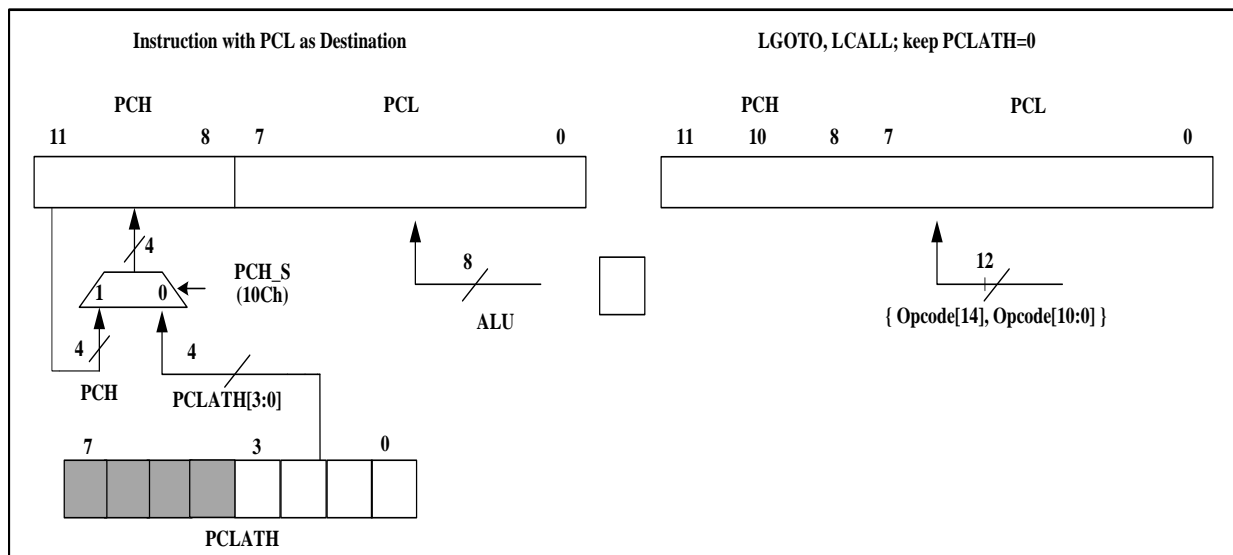 Instruction with PCL as Destination
LGOTO, LCALL; keep PCLATH=0
PCH PCL
11 8 7 0
PCH PCL
11 10 8 7 0
4
1 0
PCH_S
(10Ch)
8
ALU
12
{ Opcode[14], Opcode[10:0] }
4
PCH
4
PCLATH[3:0]
7 3 0
PCLATH